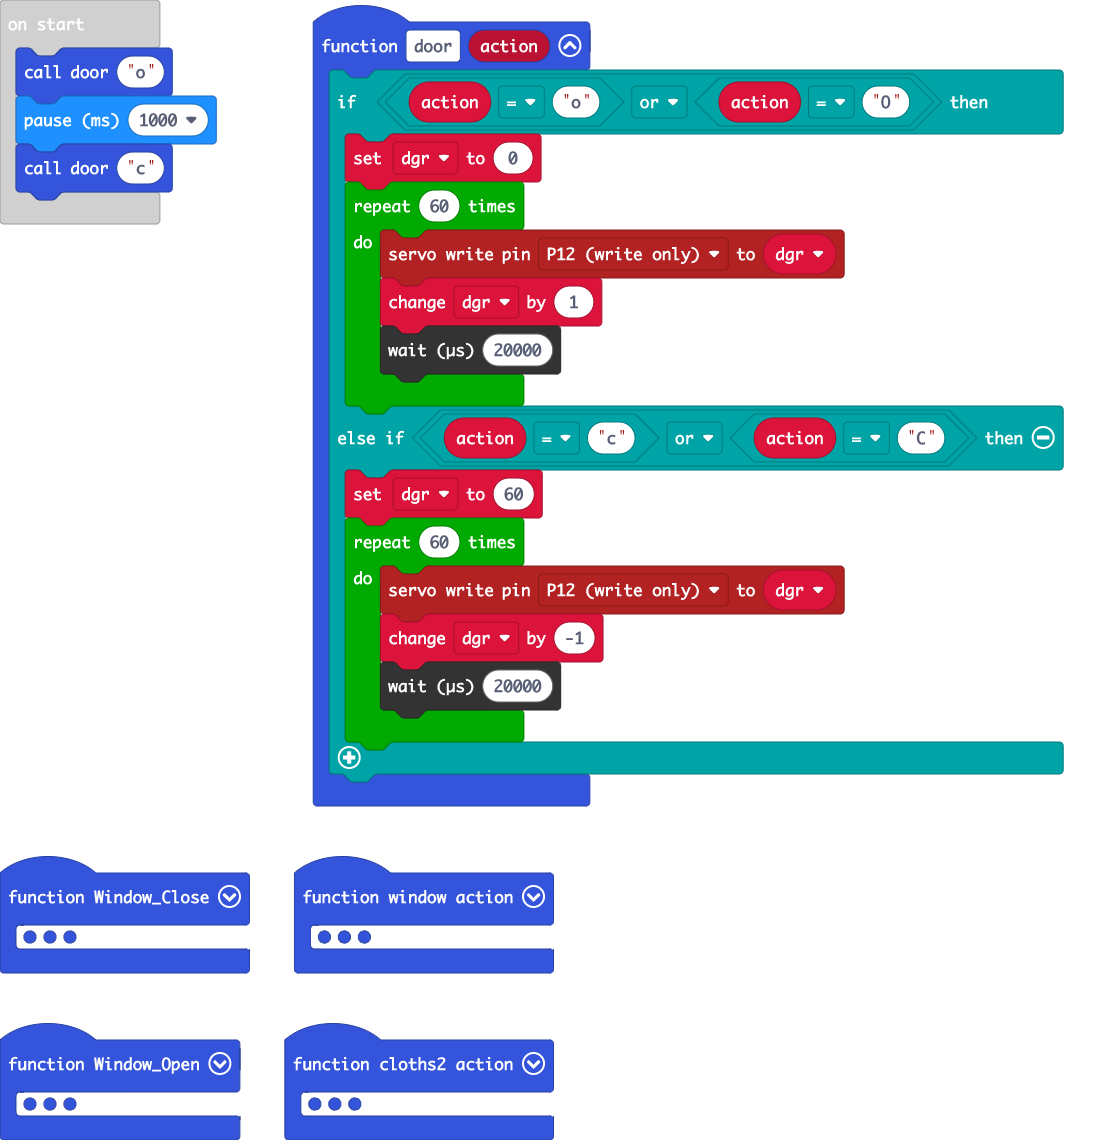 on start
call door "o"
pause (ms) 1000
call door "c"
function door action
if action = "o" or action = "O" then
set dgr to 0
repeat 60 times
do
servo write pin P12 (write only) to dgr
change dgr by 1
wait (µs) 20000
else if action = "c" or action = "C" then
set dgr to 60
repeat 60 times
do
servo write pin P12 (write only) to dgr
change dgr by -1
wait (µs) 20000
function Window_Close
function window action
function Window_Open
function cloths2 action